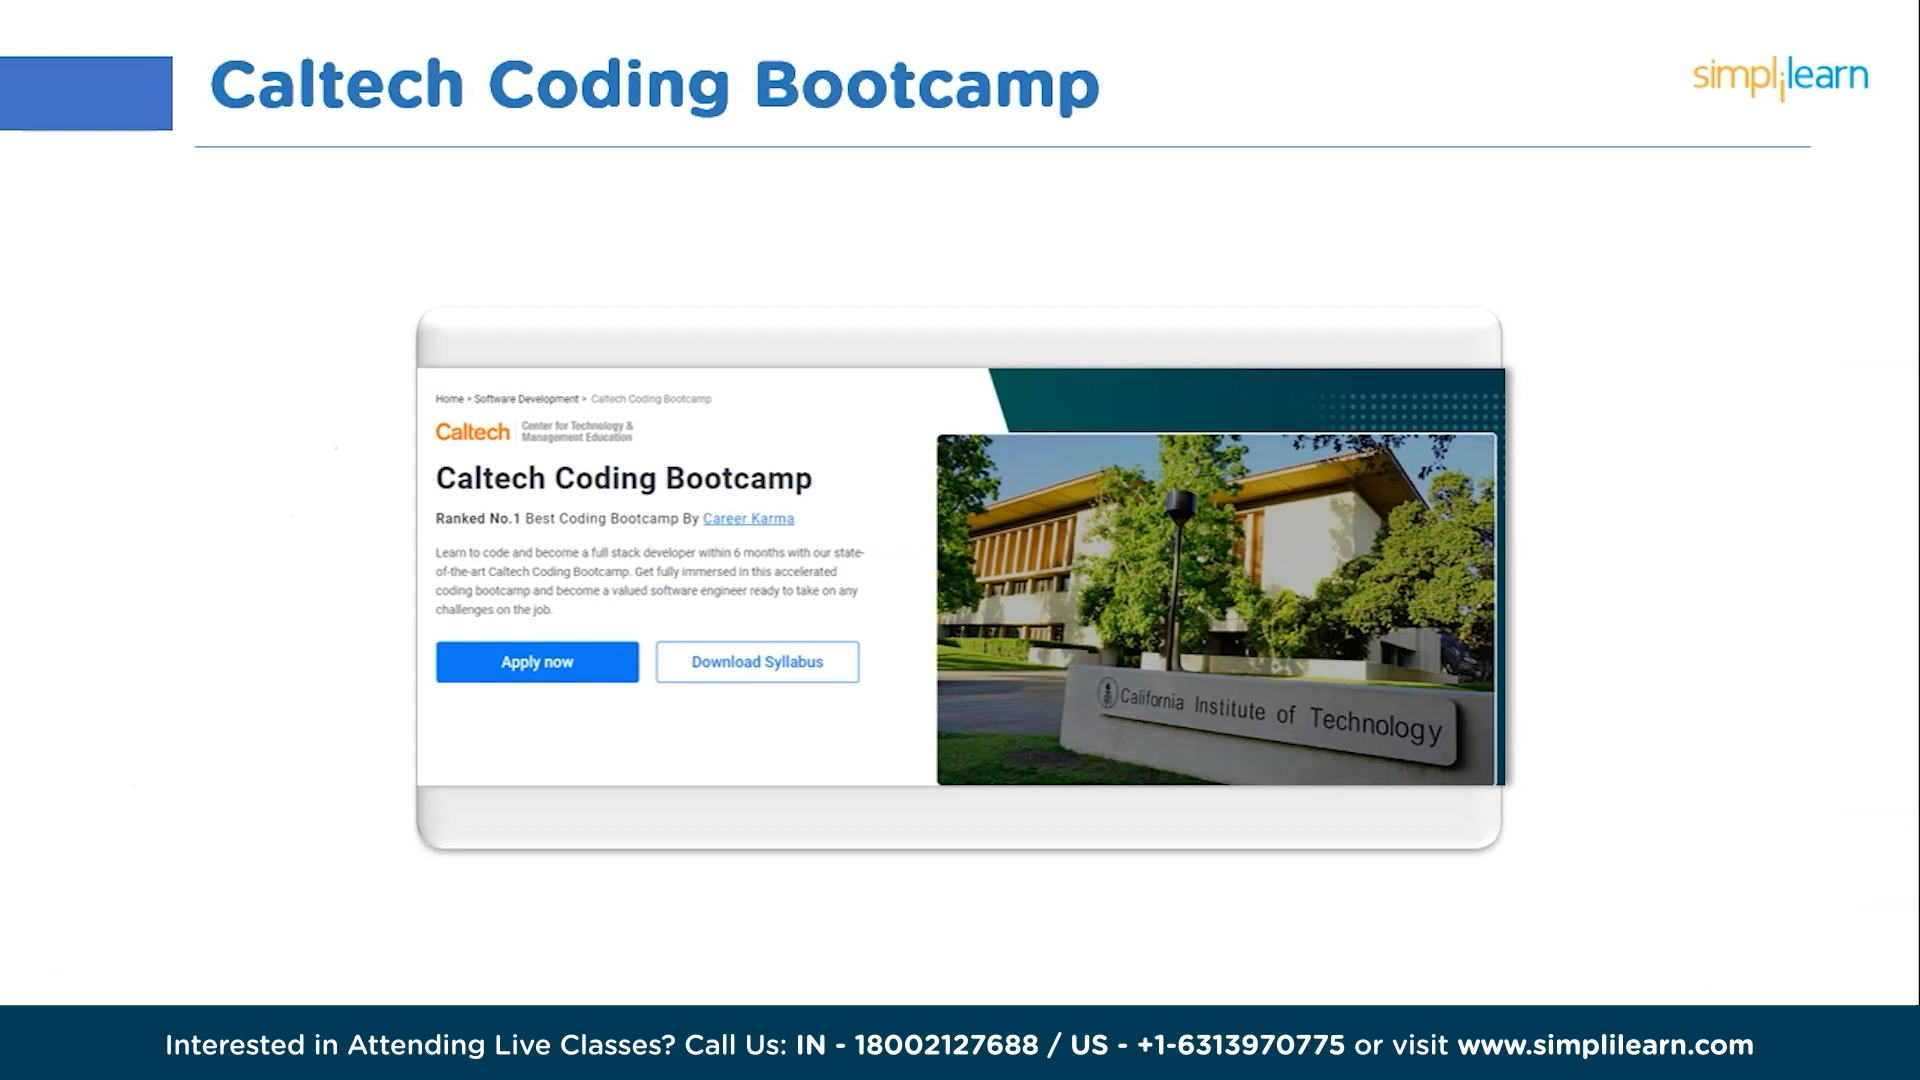 Caltech Coding Bootcamp
simplilearn
Home > Software Development > Caltech Coding Bootcamp
Caltech
Center for Technology &
Management Education
Caltech Coding Bootcamp
Ranked No.1 Best Coding Bootcamp By Career Karma
Learn to code and become a full stack developer within 6 months with our state-
of-the-art Caltech Coding Bootcamp. Get fully immersed in this accelerated
coding bootcamp and become a valued software engineer ready to take on any
challenges on the job.
Apply now
Download Syllabus
California Institute of Technology
Interested in Attending Live Classes? Call Us: IN - 18002127688 / US - +1-6313970775 or visit www.simplilearn.com